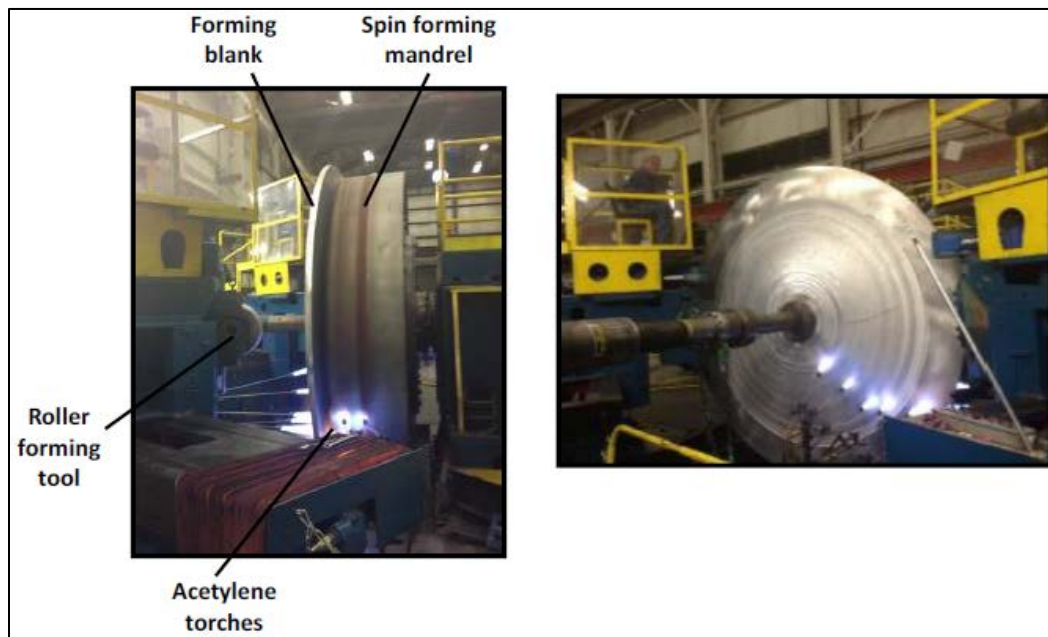 Forming
blank
Spin forming
mandrel
Roller
forming
tool
Acetylene
torches